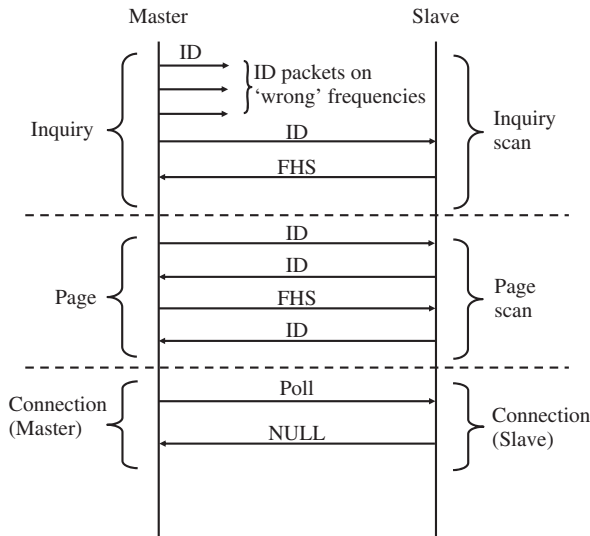 Master
Slave
ID
ID packets on
‘wrong’ frequencies
Inquiry
Inquiry
scan
ID
FHS
ID
ID
Page
Page
scan
FHS
ID
Poll
Connection
(Master)
Connection
(Slave)
NULL